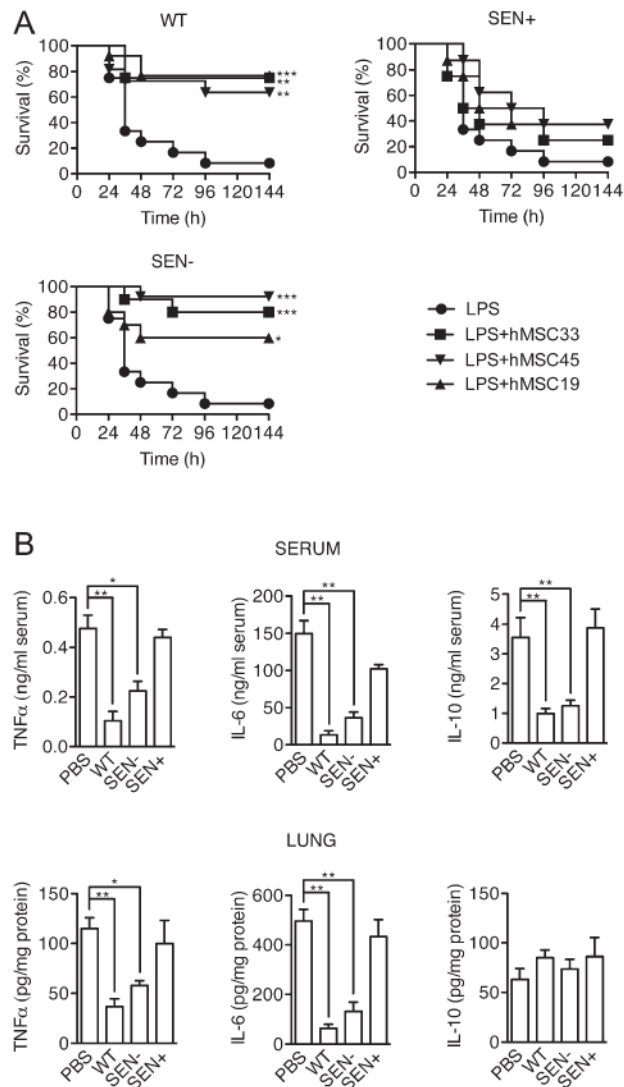 A
WT
Survival (%)
100
80
60
40
20
0
***
**
**
0 24 48 72 96 120 144
Time (h)
SEN+
Survival (%)
100
80
60
40
20
0
0 24 48 72 96 120 144
Time (h)
SEN-
Survival (%)
100
80
60
40
20
0
***
***
*
0 24 48 72 96 120 144
Time (h)
LPS
LPS+hMSC33
LPS+hMSC45
LPS+hMSC19
B
SERUM
TNFα (ng/ml serum)
0.6
0.4
0.2
0.0
*
**
PBS WT SEN- SEN+
IL-6 (ng/ml serum)
200
150
100
50
0
**
**
PBS WT SEN- SEN+
IL-10 (ng/ml serum)
5
4
3
2
1
0
**
**
PBS WT SEN- SEN+
LUNG
TNFα (pg/mg protein)
150
100
50
0
*
**
PBS WT SEN- SEN+
IL-6 (pg/mg protein)
600
400
200
0
**
**
PBS WT SEN- SEN+
IL-10 (pg/mg protein)
150
100
50
0
PBS WT SEN- SEN+